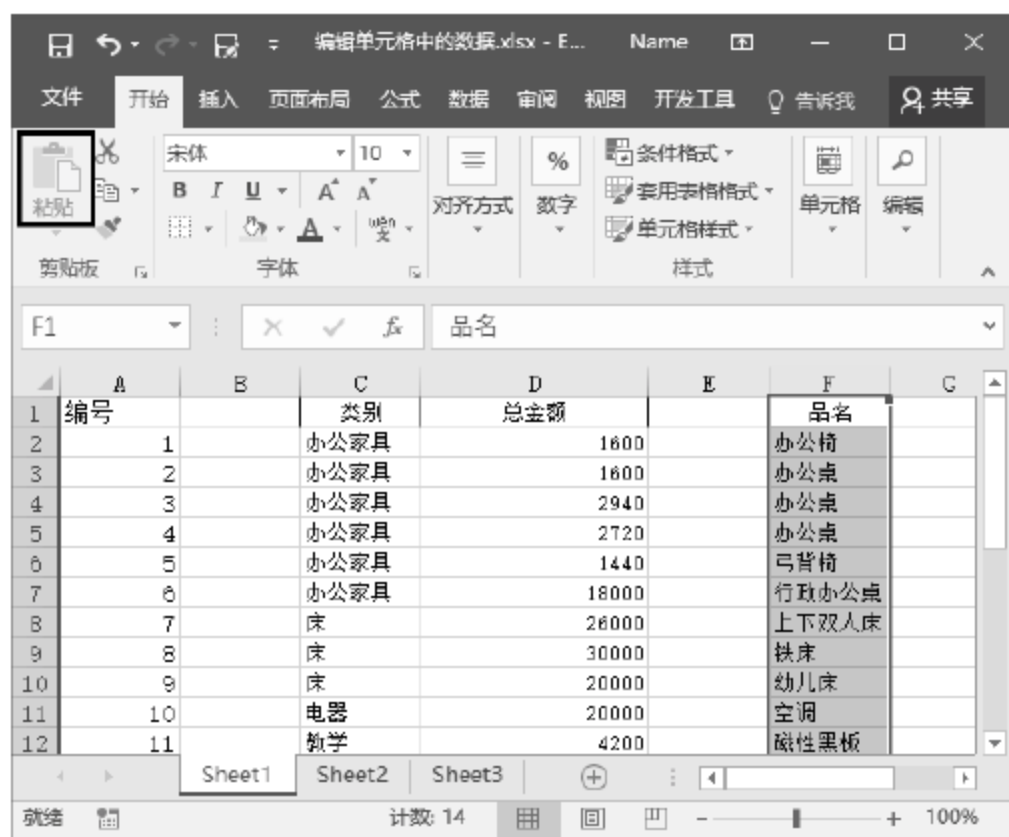 编辑单元格中的数据.xlsx - E... Name
文件 开始 插入 页面布局 公式 数据 审阅 视图 开发工具 告诉我 共享
粘贴 宋体 10 % 条件格式
B I U A A 对齐方式 数字 套用表格格式 单元格 编辑
A wén 文 单元格样式
剪贴板 字体 样式
F1 fx 品名
A B C D E F G
1 编号 类别 总金额 品名
2 1 办公家具 1600 办公椅
3 2 办公家具 1600 办公桌
4 3 办公家具 2940 办公桌
5 4 办公家具 2720 办公桌
6 5 办公家具 1440 弓背椅
7 6 办公家具 18000 行政办公桌
8 7 床 26000 上下双人床
9 8 床 30000 铁床
10 9 床 20000 幼儿床
11 10 电器 20000 空调
12 11 教学 4200 磁性黑板
Sheet1 Sheet2 Sheet3
就绪 计数: 14 100%